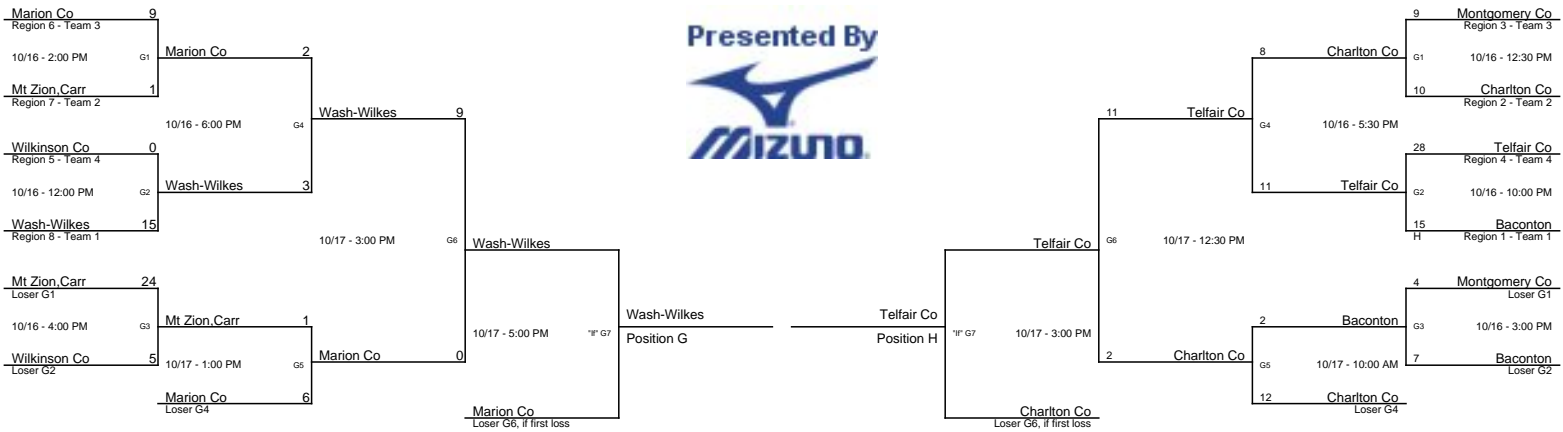 Marion Co 9
Region 6 - Team 3
10/16 - 2:00 PM G1
Mt Zion,Carr 1
Region 7 - Team 2
Marion Co 2
10/16 - 6:00 PM G4
Wilkinson Co 0
Region 5 - Team 4
10/16 - 12:00 PM G2
Wash-Wilkes 15
Region 8 - Team 1
Wash-Wilkes 3
Wash-Wilkes 9
10/17 - 3:00 PM G6
Mt Zion,Carr 24
Loser G1
10/16 - 4:00 PM G3
Wilkinson Co 5
Loser G2
Mt Zion,Carr 1
10/17 - 1:00 PM G5
Marion Co 6
Loser G4
Marion Co 0
Wash-Wilkes
10/17 - 5:00 PM "If" G7
Marion Co
Loser G6, if first loss
Wash-Wilkes
Position G
Presented By
MIZUNO
Telfair Co
Position H
Telfair Co
"If" G7 10/17 - 3:00 PM
Charlton Co
Loser G6, if first loss
11 Telfair Co
G6 10/17 - 12:30 PM
2 Charlton Co
8 Charlton Co
G4 10/16 - 5:30 PM
11 Telfair Co
9 Montgomery Co
Region 3 - Team 3
G1 10/16 - 12:30 PM
10 Charlton Co
Region 2 - Team 2
28 Telfair Co
Region 4 - Team 4
G2 10/16 - 10:00 PM
15 Baconton
H Region 1 - Team 1
2 Baconton
G5 10/17 - 10:00 AM
12 Charlton Co
Loser G4
4 Montgomery Co
Loser G1
G3 10/16 - 3:00 PM
7 Baconton
Loser G2